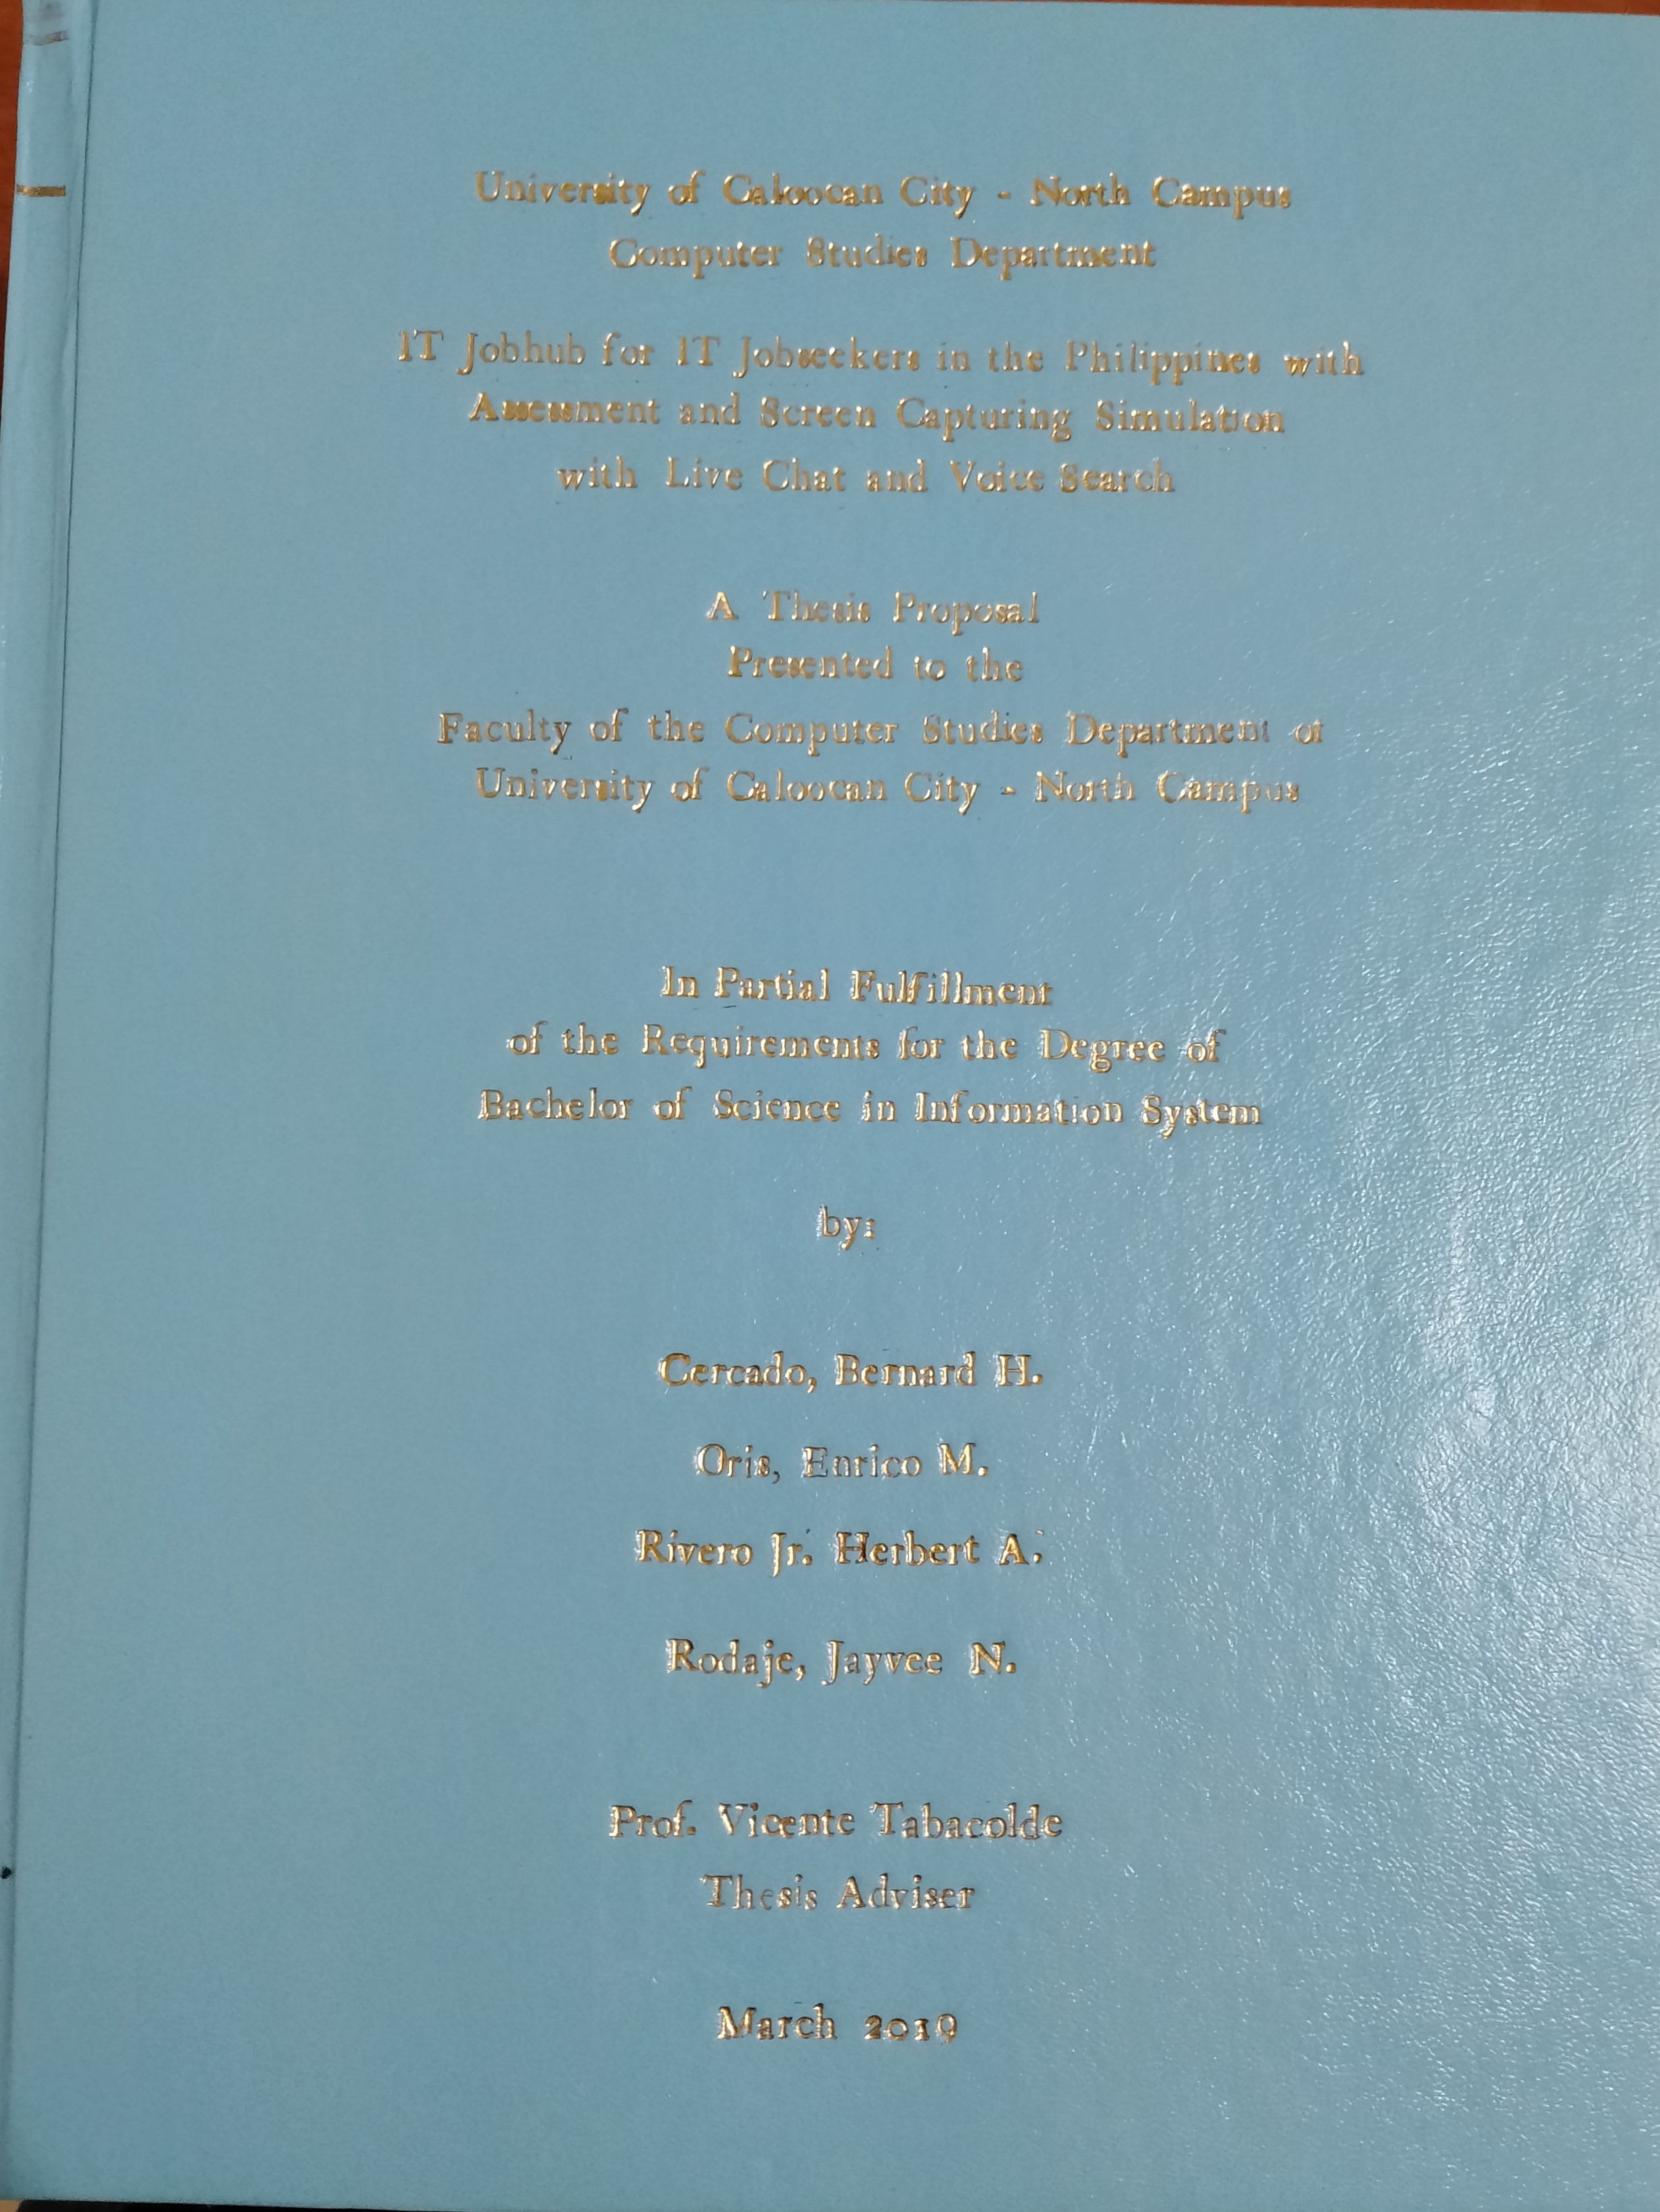 University of Caloocan City - North Campus
Computer Studies Department
IT Jobhub for IT Jobseekers in the Philippines with
Assessment and Screen Capturing Simulation
with Live Chat and Voice Search
A Thesis Proposal
Presented to the
Faculty of the Computer Studies Department of
University of Caloocan City - North Campus
In Partial Fulfillment
of the Requirements for the Degree of
Bachelor of Science in Information System
by:
Cercado, Bernard H.
Oris, Enrico M.
Rivero Jr. Herbert A.
Rodaje, Jayvee N.
Prof. Vicente Tabacolde
Thesis Adviser
March 2019